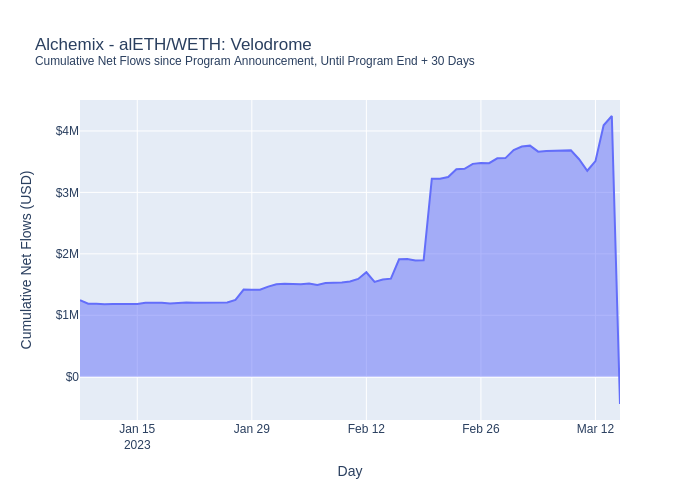 Alchemix - alETH/WETH: Velodrome
Cumulative Net Flows since Program Announcement, Until Program End + 30 Days
Cumulative Net Flows (USD)
$4M
$3M
$2M
$1M
$0
Jan 15
2023
Jan 29
Feb 12
Feb 26
Mar 12
Day